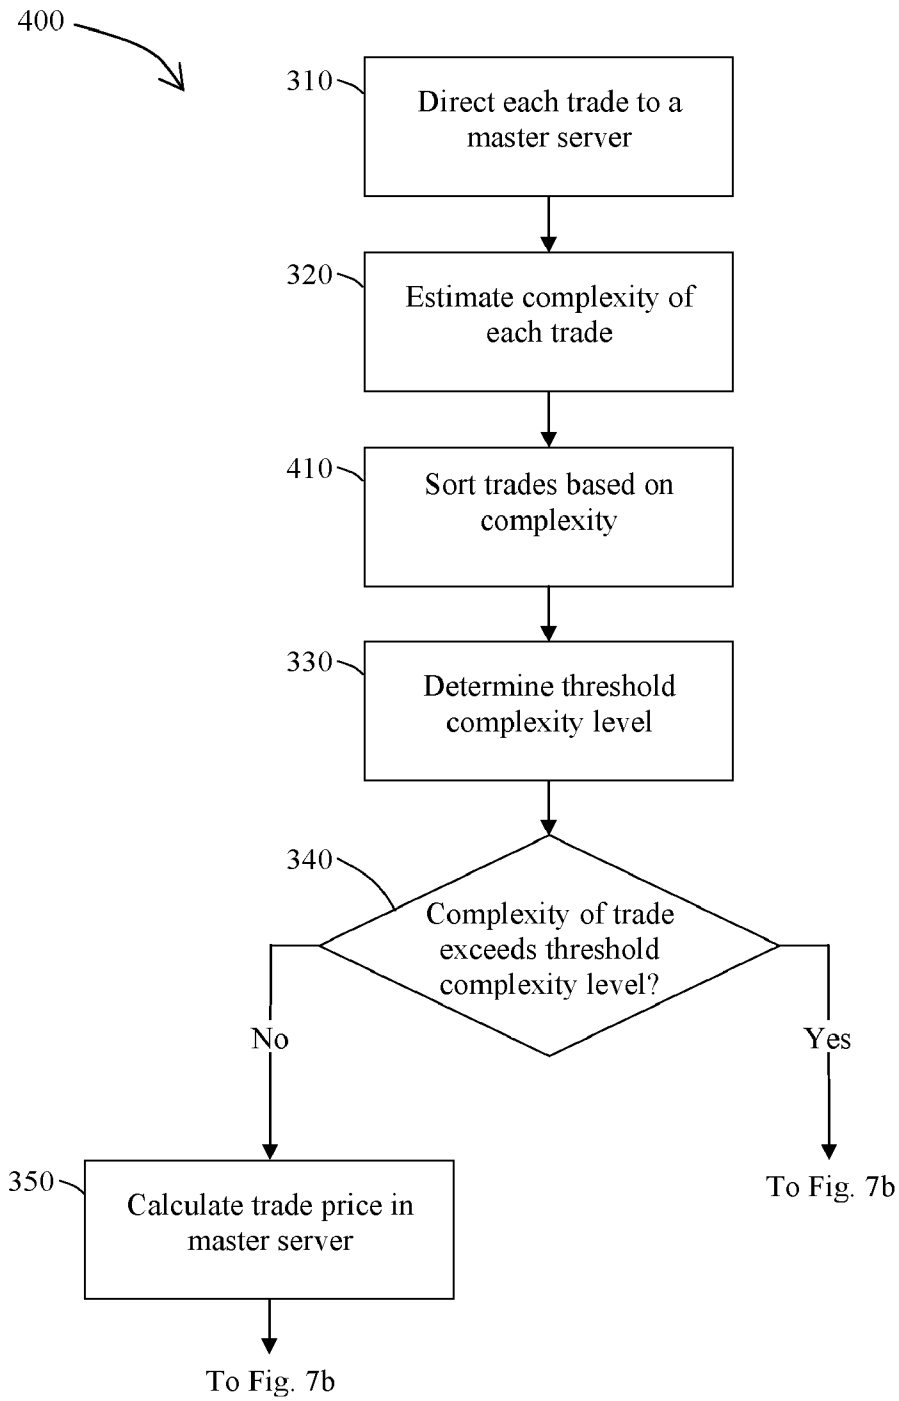 400
310
Direct each trade to a
master server
320
Estimate complexity of
each trade
410
Sort trades based on
complexity
330
Determine threshold
complexity level
340
Complexity of trade
exceeds threshold
complexity level?
No
Yes
350
Calculate trade price in
master server
To Fig. 7b
To Fig. 7b